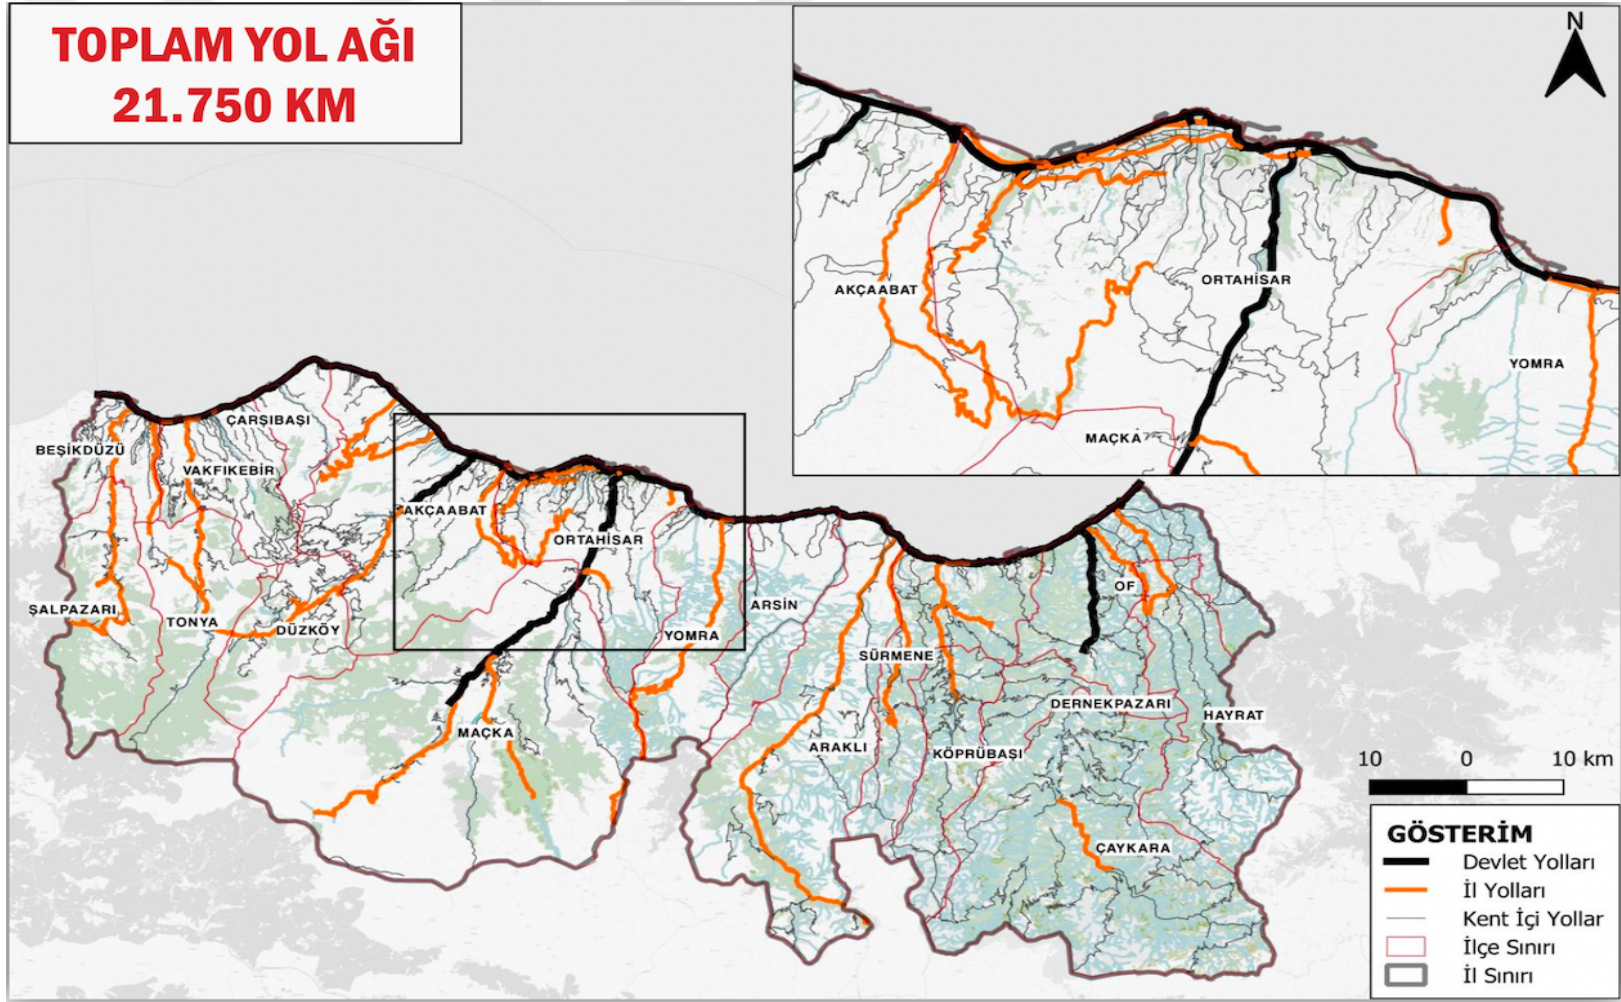 TOPLAM YOL AĞI
21.750 KM
N
AKÇAABAT
ORTAHİSAR
YOMRA
MAÇKA
ÇARŞIBAŞI
BEŞİKDÜZÜ
VAKFIKEBİR
AKÇAABAT
ORTAHİSAR
ŞALPAZARI
TONYA
DÜZKÖY
YOMRA
ARSİN
OF
SÜRMENE
DERNEKPAZARI
HAYRAT
MAÇKA
ARAKLI
KÖPRÜBAŞI
ÇAYKARA
10 0 10 km
GÖSTERİM
Devlet Yolları
İl Yolları
Kent İçi Yollar
İlçe Sınırı
İl Sınırı